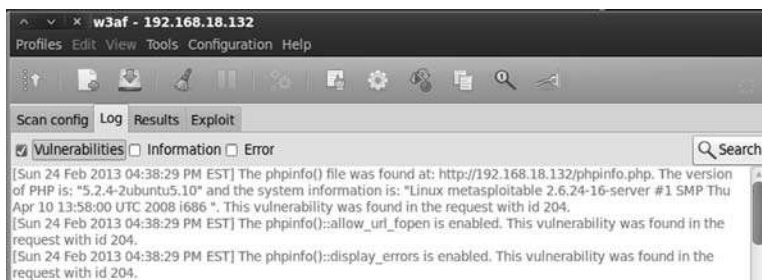 w3af - 192.168.18.132
Profiles Edit View Tools Configuration Help
Scan config Log Results Exploit
Vulnerabilities Information Error Search
[Sun 24 Feb 2013 04:38:29 PM EST] The phpinfo() file was found at: http://192.168.18.132/phpinfo.php. The version
of PHP is: "5.2.4-2ubuntu5.10" and the system information is: "Linux metasploitable 2.6.24-16-server #1 SMP Thu
Apr 10 13:58:00 UTC 2008 i686 ". This vulnerability was found in the request with id 204.
[Sun 24 Feb 2013 04:38:29 PM EST] The phpinfo()::allow_url_fopen is enabled. This vulnerability was found in the
request with id 204.
[Sun 24 Feb 2013 04:38:29 PM EST] The phpinfo()::display_errors is enabled. This vulnerability was found in the
request with id 204.